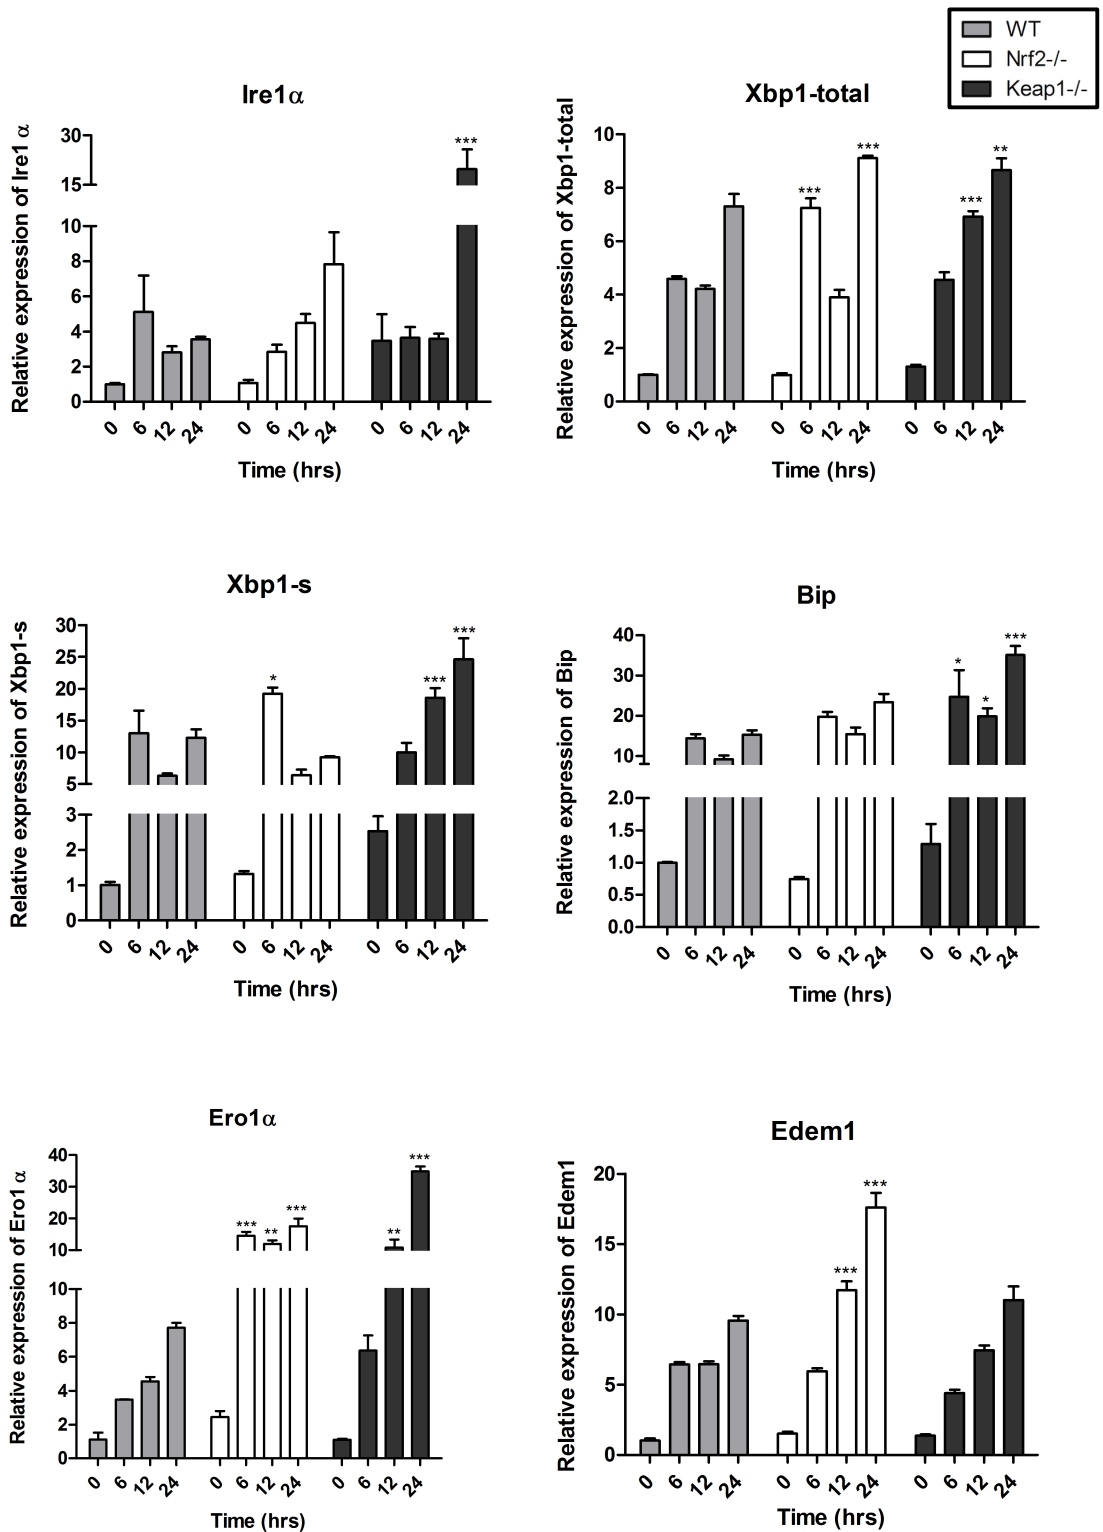 WT
Nrf2-/-
Keap1-/-
Ire1α
Relative expression of Ire1 α
30
15
10
8
6
4
2
0
***
0 6 12 24 0 6 12 24 0 6 12 24
Time (hrs)
Xbp1-total
Relative expression of Xbp1-total
10
8
6
4
2
0
*** *** *** **
0 6 12 24 0 6 12 24 0 6 12 24
Time (hrs)
Xbp1-s
Relative expression of Xbp1-s
30
25
20
15
10
5
3
2
1
0
* *** ***
0 6 12 24 0 6 12 24 0 6 12 24
Time (hrs)
Bip
Relative expression of Bip
40
30
20
10
2.0
1.5
1.0
0.5
0.0
* * ***
0 6 12 24 0 6 12 24 0 6 12 24
Time (hrs)
Ero1α
Relative expression of Ero1 α
40
30
20
10
10
8
6
4
2
0
*** ** *** ** ***
0 6 12 24 0 6 12 24 0 6 12 24
Time (hrs)
Edem1
Relative expression of Edem1
20
15
10
5
0
*** ***
0 6 12 24 0 6 12 24 0 6 12 24
Time (hrs)